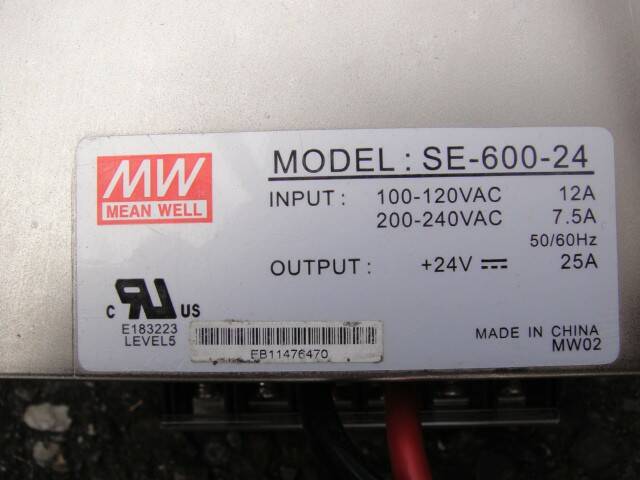 MW
MEAN WELL
MODEL : SE-600-24
INPUT : 100-120VAC 12A
200-240VAC 7.5A
50/60Hz
OUTPUT : +24V 25A
c RU US
E183223
LEVEL5
EB11476470
MADE IN CHINA
MW02